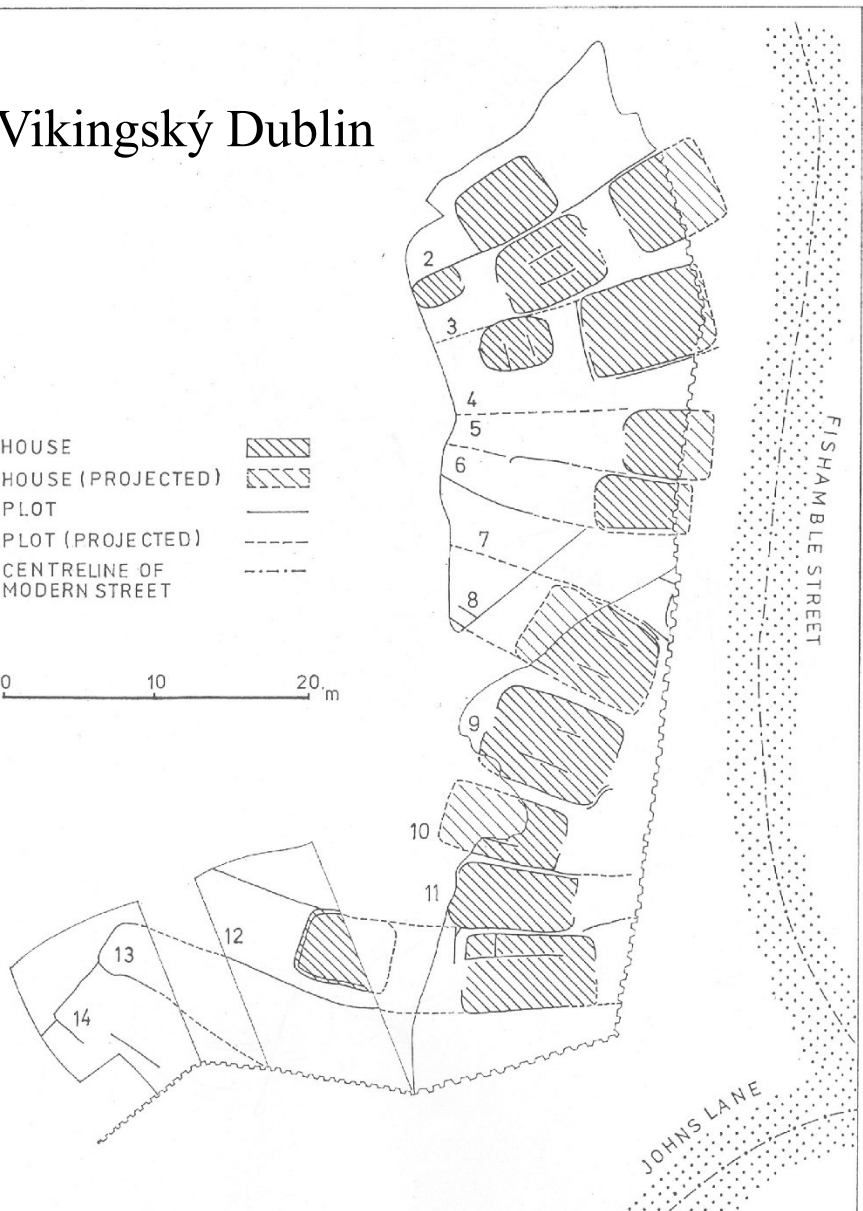 Vikingský Dublin
2
3
4
5
6
7
8
9
10
11
12
13
14
HOUSE
HOUSE (PROJECTED)
PLOT
PLOT (PROJECTED)
CENTRELINE OF
MODERN STREET
0 10 20 m
FISHAMBLE STREET
JOHNS LANE